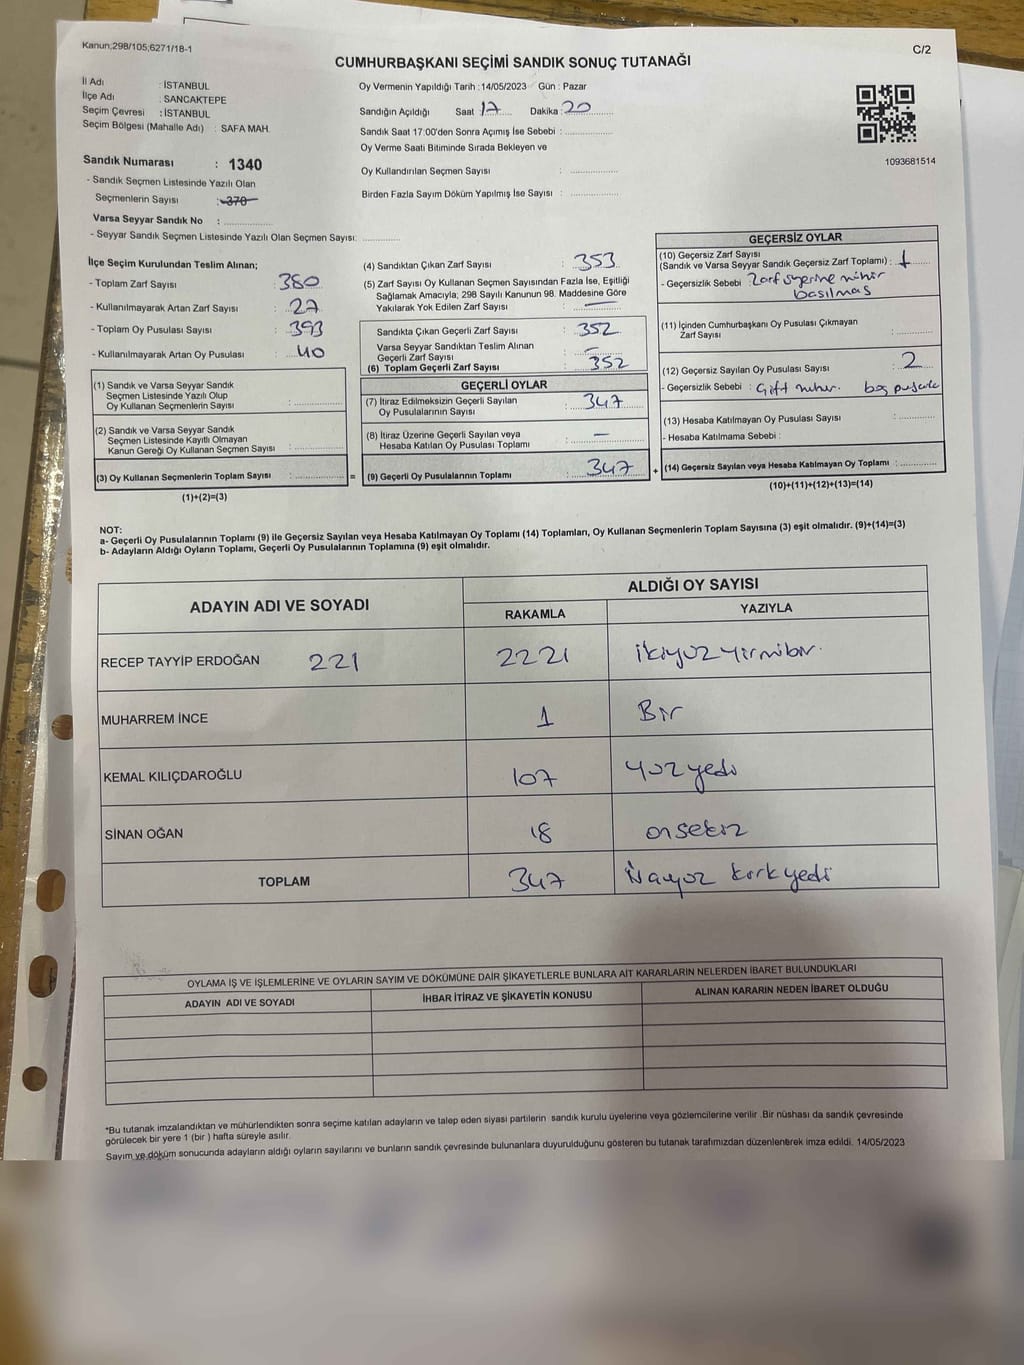 Kanun;298/105;6271/18-1
C/2
CUMHURBAŞKANI SEÇİMİ SANDIK SONUÇ TUTANAĞI
İl Adı : İSTANBUL
İlçe Adı : SANCAKTEPE
Seçim Çevresi : İSTANBUL
Seçim Bölgesi (Mahalle Adı) : SAFA MAH.
Oy Vermenin Yapıldığı Tarih :14/05/2023 Gün : Pazar
Sandığın Açıldığı Saat 17 Dakika : 20
Sandık Saat 17:00'den Sonra Açımış İse Sebebi :
Oy Verme Saati Bitiminde Sırada Bekleyen ve
Oy Kullandırılan Seçmen Sayısı :
Birden Fazla Sayım Döküm Yapılmış İse Sayısı :
1093681514
Sandık Numarası : 1340
- Sandık Seçmen Listesinde Yazılı Olan
Seçmenlerin Sayısı : 370
Varsa Seyyar Sandık No :
- Seyyar Sandık Seçmen Listesinde Yazılı Olan Seçmen Sayısı:
İlçe Seçim Kurulundan Teslim Alınan;
- Toplam Zarf Sayısı : 380
- Kullanılmayarak Artan Zarf Sayısı : 27
- Toplam Oy Pusulası Sayısı : 393
- Kullanılmayarak Artan Oy Pusulası : 40
(1) Sandık ve Varsa Seyyar Sandık
Seçmen Listesinde Yazılı Olup
Oy Kullanan Seçmenlerin Sayısı :
(2) Sandık ve Varsa Seyyar Sandık
Seçmen Listesinde Kayıtlı Olmayan
Kanun Gereği Oy Kullanan Seçmen Sayısı :
(3) Oy Kullanan Seçmenlerin Toplam Sayısı :
(1)+(2)=(3)
(4) Sandıktan Çıkan Zarf Sayısı : 353
(5) Zarf Sayısı Oy Kullanan Seçmen Sayısından Fazla İse, Eşitliği
Sağlamak Amacıyla; 298 Sayılı Kanunun 98. Maddesine Göre
Yakılarak Yok Edilen Zarf Sayısı : —
Sandıkta Çıkan Geçerli Zarf Sayısı : 352
Varsa Seyyar Sandıktan Teslim Alınan
Geçerli Zarf Sayısı : —
(6) Toplam Geçerli Zarf Sayısı : 352
GEÇERLİ OYLAR
(7) İtiraz Edilmeksizin Geçerli Sayılan
Oy Pusulalarının Sayısı : 347
(8) İtiraz Üzerine Geçerli Sayılan veya
Hesaba Katılan Oy Pusulası Toplamı : —
= (9) Geçerli Oy Pusulalarının Toplamı : 347 +
GEÇERSİZ OYLAR
(10) Geçersiz Zarf Sayısı
(Sandık ve Varsa Seyyar Sandık Geçersiz Zarf Toplamı) : 1
- Geçersizlik Sebebi : Zarf üzerine mühür
basılmas
(11) İçinden Cumhurbaşkanı Oy Pusulası Çıkmayan
Zarf Sayısı :
(12) Geçersiz Sayılan Oy Pusulası Sayısı : 2
- Geçersizlik Sebebi : Çift mühür. boş pusula
(13) Hesaba Katılmayan Oy Pusulası Sayısı :
- Hesaba Katılmama Sebebi :
(14) Geçersiz Sayılan veya Hesaba Katılmayan Oy Toplamı :
(10)+(11)+(12)+(13)=(14)
NOT:
a- Geçerli Oy Pusulalarının Toplamı (9) ile Geçersiz Sayılan veya Hesaba Katılmayan Oy Toplamı (14) Toplamları, Oy Kullanan Seçmenlerin Toplam Sayısına (3) eşit olmalıdır. (9)+(14)=(3)
b- Adayların Aldığı Oyların Toplamı, Geçerli Oy Pusulalarının Toplamına (9) eşit olmalıdır.
ADAYIN ADI VE SOYADI
ALDIĞI OY SAYISI
RAKAMLA
YAZIYLA
RECEP TAYYİP ERDOĞAN 221 2221 ikiyüzyirmibir.
MUHARREM İNCE 1 Bir
KEMAL KILIÇDAROĞLU 107 yüzyedi
SİNAN OĞAN 18 onsekiz
TOPLAM 347 üçyüz kırkyedi
OYLAMA İŞ VE İŞLEMLERİNE VE OYLARIN SAYIM VE DÖKÜMÜNE DAİR ŞİKAYETLERLE BUNLARA AİT KARARLARIN NELERDEN İBARET BULUNDUKLARI
ADAYIN ADI VE SOYADI
İHBAR İTİRAZ VE ŞİKAYETİN KONUSU
ALINAN KARARIN NEDEN İBARET OLDUĞU
*Bu tutanak imzalandıktan ve mühürlendikten sonra seçime katılan adayların ve talep eden siyasi partilerin sandık kurulu üyelerine veya gözlemcilerine verilir .Bir nüshası da sandık çevresinde
görülecek bir yere 1 (bir ) hafta süreyle asılır.
Sayım ve döküm sonucunda adayların aldığı oyların sayılarını ve bunların sandık çevresinde bulunanlara duyurulduğunu gösteren bu tutanak tarafımızdan düzenlenerek imza edildi. 14/05/2023